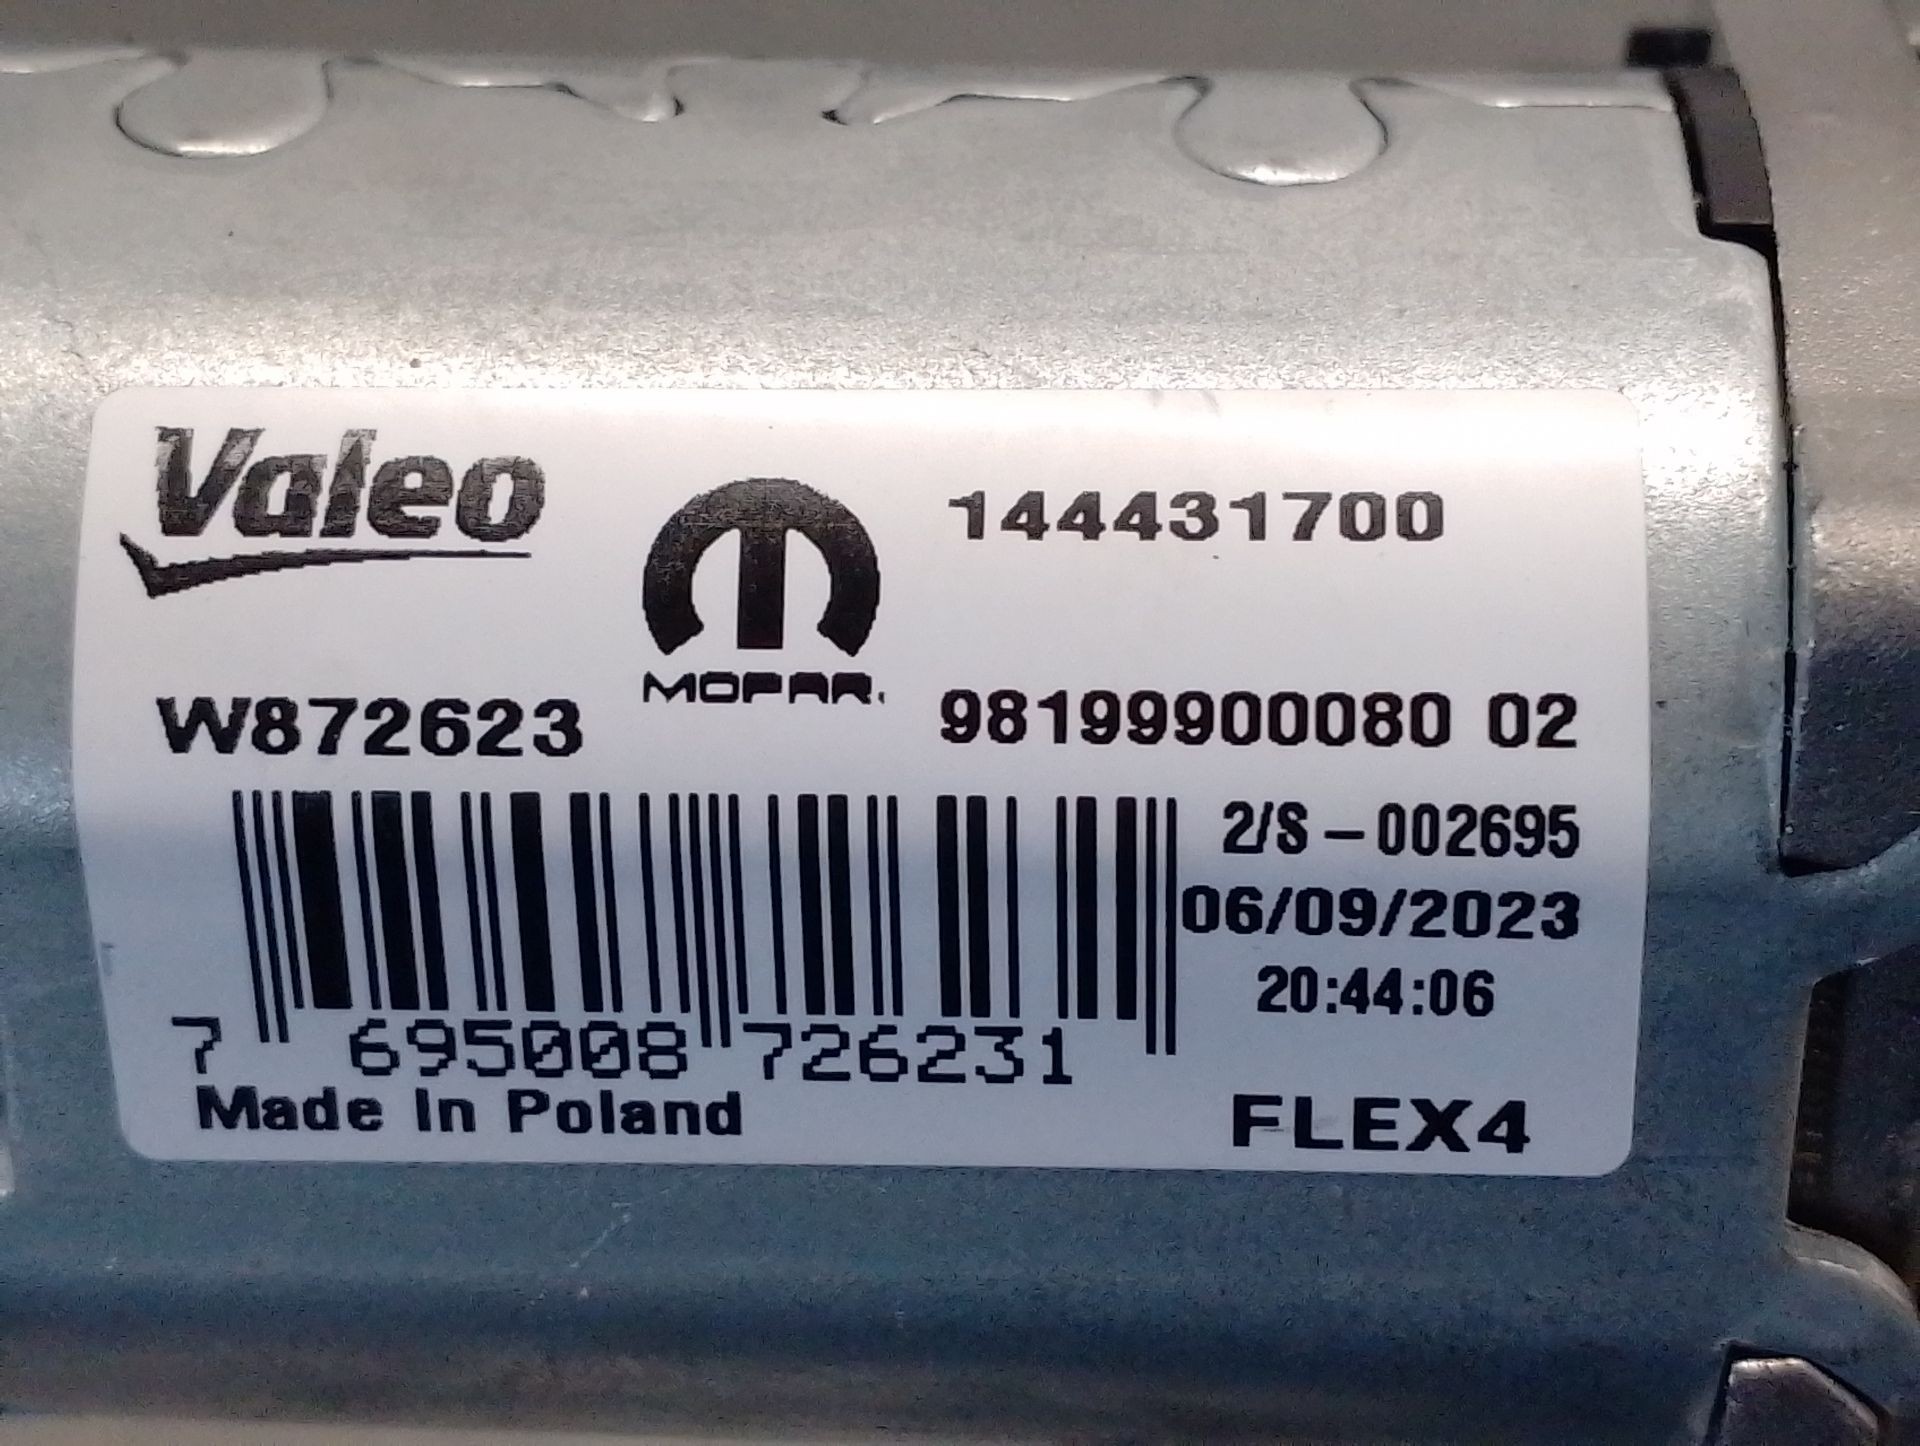 Valeo
144431700
MOPAR.
W872623
98199900080 02
2/S-002695
06/09/2023
20:44:06
7 695008 726231
Made In Poland
FLEX4